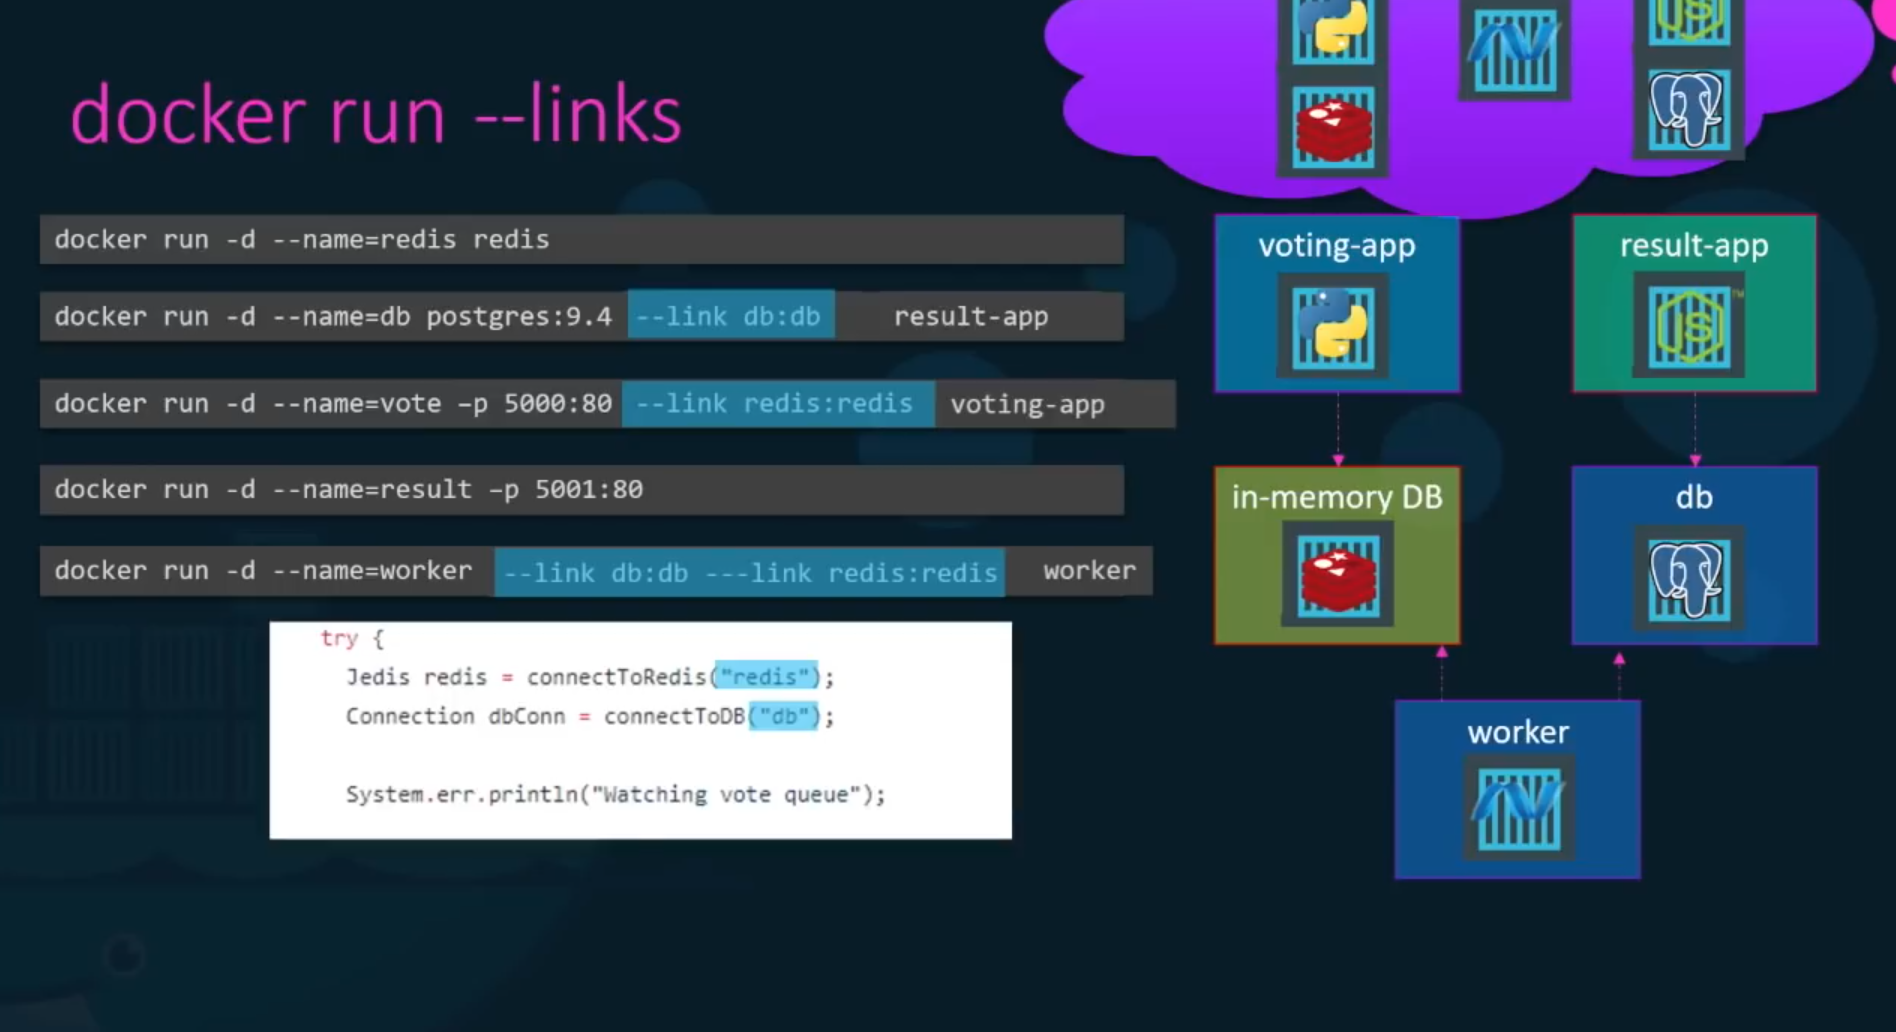 docker run --links
docker run -d --name=redis redis
docker run -d --name=db postgres:9.4 --link db:db result-app
docker run -d --name=vote –p 5000:80 --link redis:redis voting-app
docker run -d --name=result –p 5001:80
docker run -d --name=worker --link db:db ---link redis:redis worker
try {
Jedis redis = connectToRedis("redis");
Connection dbConn = connectToDB("db");
System.err.println("Watching vote queue");
voting-app
result-app
JS
TM
in-memory DB
db
worker
JS